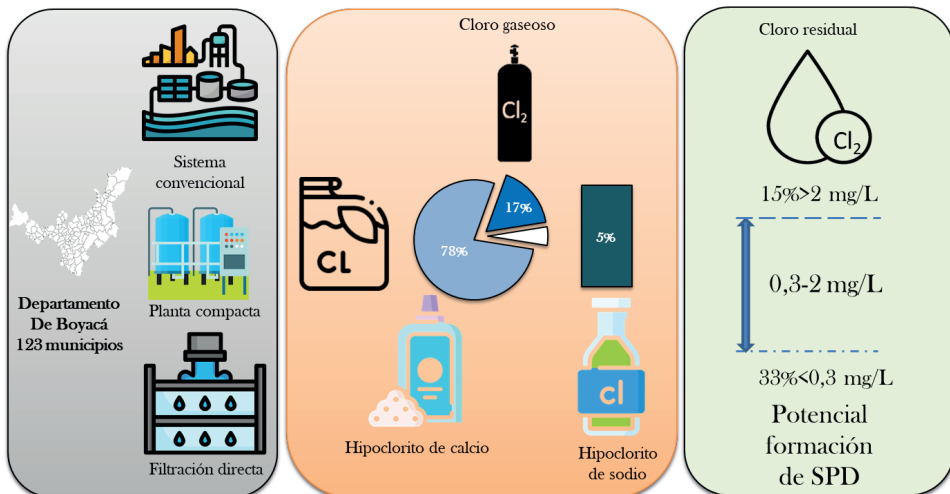 Sistema
convencional
Departamento
De Boyacá
123 municipios
Planta compacta
Filtración directa
Cloro gaseoso
Cl₂
CL
17%
78%
5%
cl
Hipoclorito de calcio
Hipoclorito
de sodio
Cloro residual
Cl₂
15%>2 mg/L
0,3-2 mg/L
33%<0,3 mg/L
Potencial
formación
de SPD